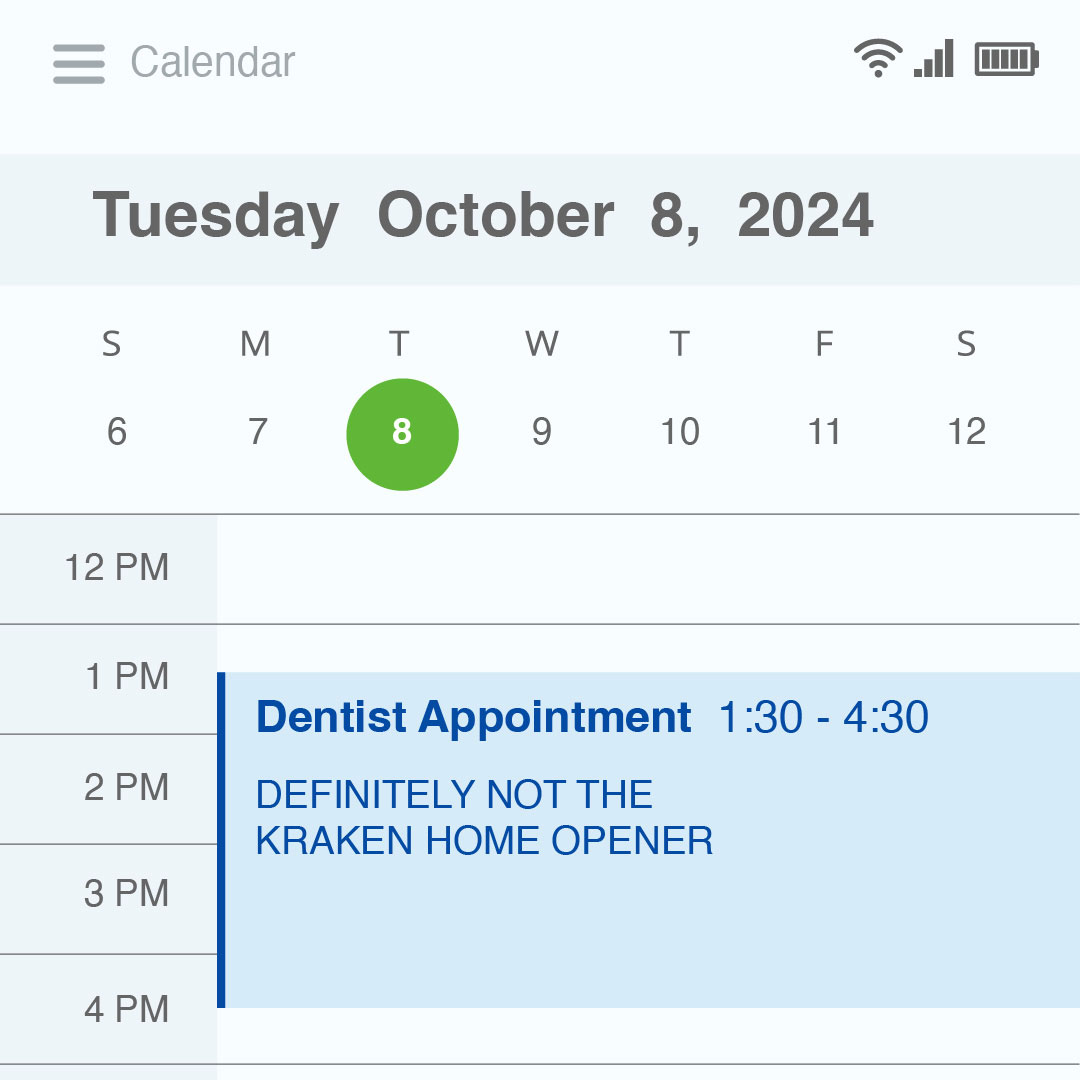 Calendar
Tuesday October 8, 2024
S M T W T F S
6 7 8 9 10 11 12
12 PM
1 PM
Dentist Appointment 1:30 - 4:30
2 PM
DEFINITELY NOT THE
KRAKEN HOME OPENER
3 PM
4 PM